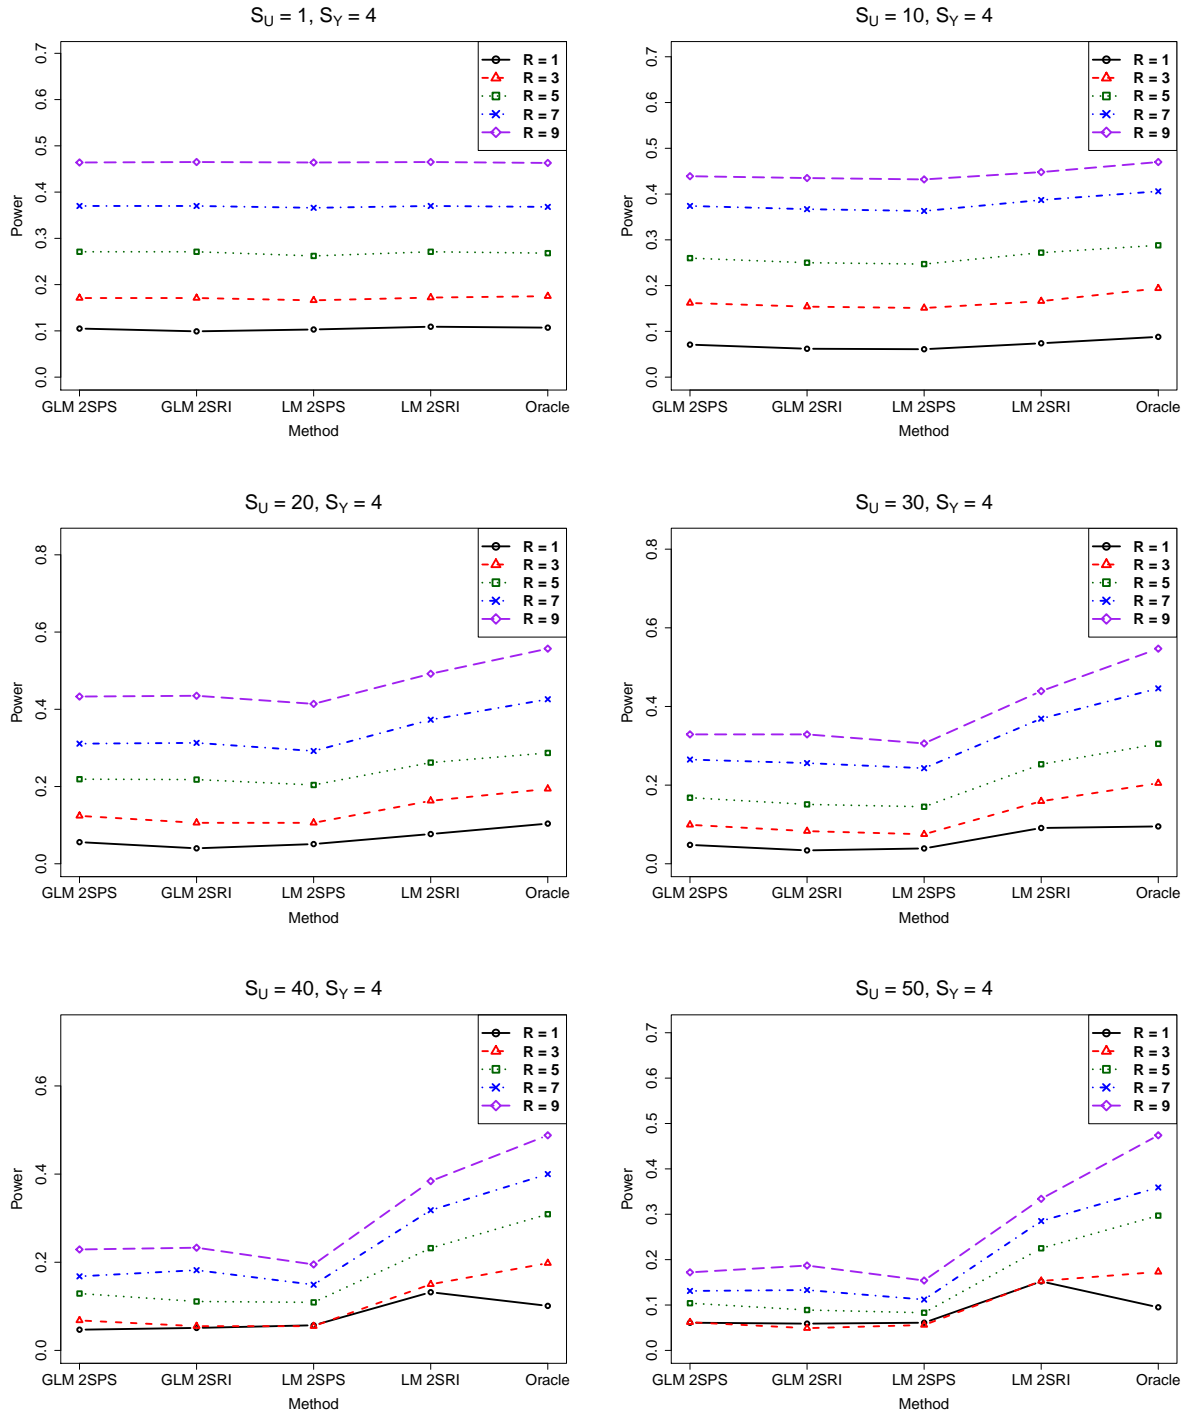 S_U = 1, S_Y = 4
Power
0.0 0.1 0.2 0.3 0.4 0.5 0.6 0.7
R = 1
R = 3
R = 5
R = 7
R = 9
GLM 2SPS GLM 2SRI LM 2SPS LM 2SRI Oracle
Method
S_U = 10, S_Y = 4
Power
0.0 0.1 0.2 0.3 0.4 0.5 0.6 0.7
R = 1
R = 3
R = 5
R = 7
R = 9
GLM 2SPS GLM 2SRI LM 2SPS LM 2SRI Oracle
Method
S_U = 20, S_Y = 4
Power
0.0 0.2 0.4 0.6 0.8
R = 1
R = 3
R = 5
R = 7
R = 9
GLM 2SPS GLM 2SRI LM 2SPS LM 2SRI Oracle
Method
S_U = 30, S_Y = 4
Power
0.0 0.2 0.4 0.6 0.8
R = 1
R = 3
R = 5
R = 7
R = 9
GLM 2SPS GLM 2SRI LM 2SPS LM 2SRI Oracle
Method
S_U = 40, S_Y = 4
Power
0.0 0.2 0.4 0.6
R = 1
R = 3
R = 5
R = 7
R = 9
GLM 2SPS GLM 2SRI LM 2SPS LM 2SRI Oracle
Method
S_U = 50, S_Y = 4
Power
0.0 0.1 0.2 0.3 0.4 0.5 0.6 0.7
R = 1
R = 3
R = 5
R = 7
R = 9
GLM 2SPS GLM 2SRI LM 2SPS LM 2SRI Oracle
Method